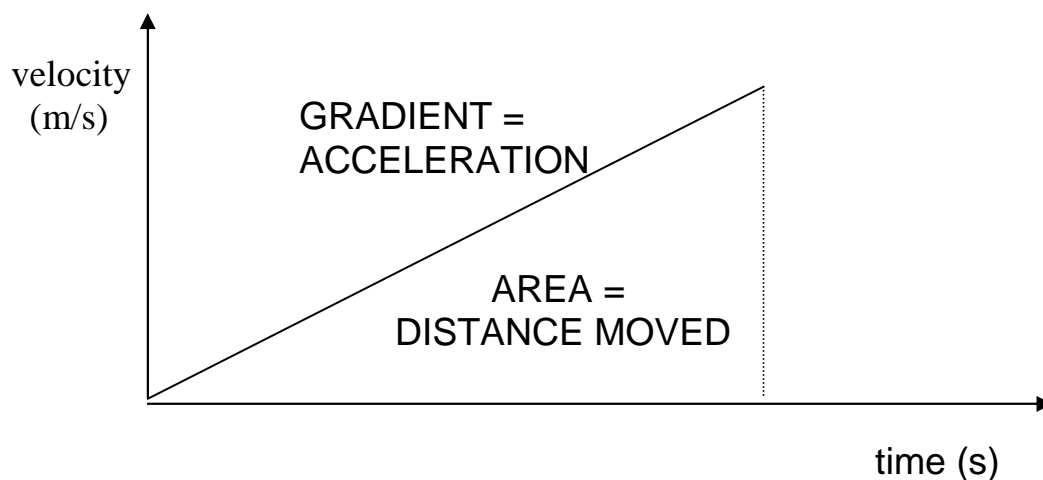 velocity
(m/s)
GRADIENT =
ACCELERATION
AREA =
DISTANCE MOVED
time (s)